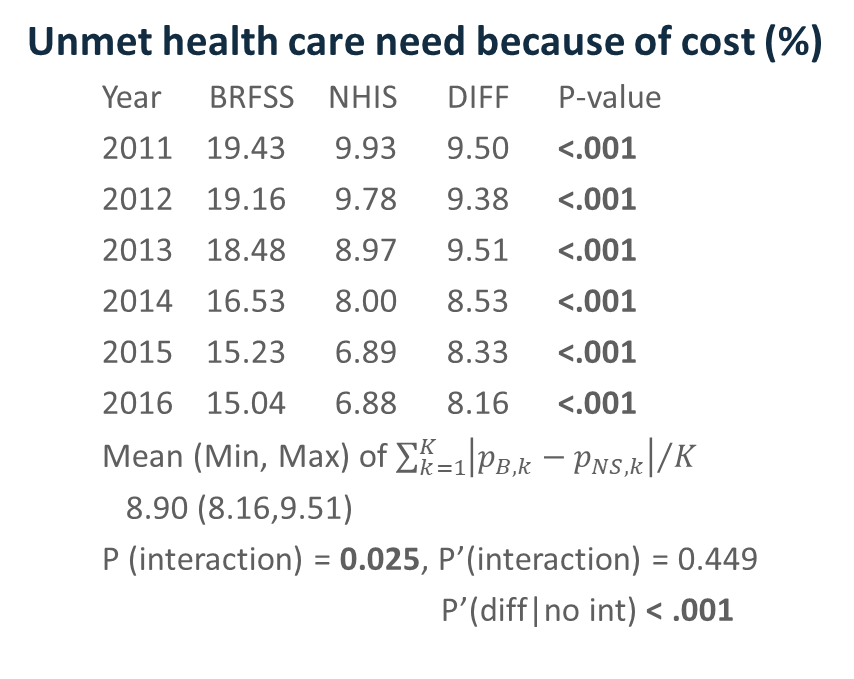 Unmet health care need because of cost (%)
Year BRFSS NHIS DIFF P-value
2011 19.43 9.93 9.50 <.001
2012 19.16 9.78 9.38 <.001
2013 18.48 8.97 9.51 <.001
2014 16.53 8.00 8.53 <.001
2015 15.23 6.89 8.33 <.001
2016 15.04 6.88 8.16 <.001
Mean (Min, Max) of ∑ᴷₖ₌₁|p_{B,k} − p_{NS,k}|/K
8.90 (8.16,9.51)
P (interaction) = 0.025, P’(interaction) = 0.449
P’(diff|no int) < .001